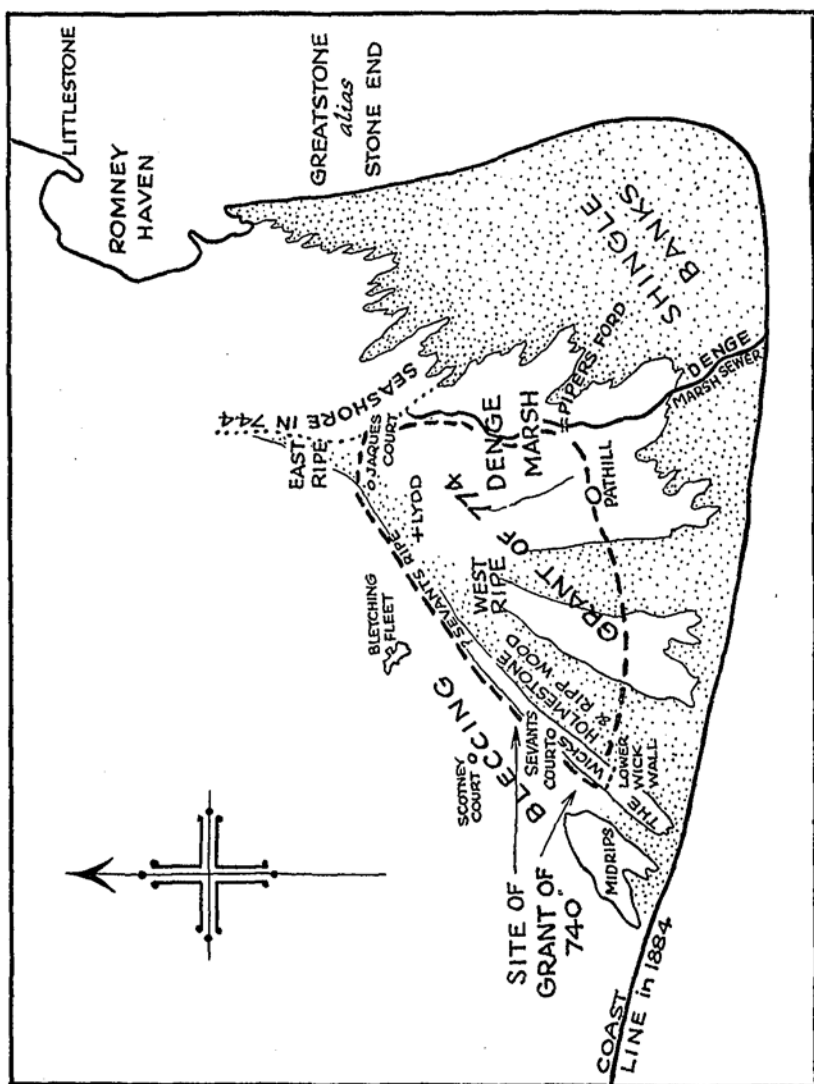 LITTLESTONE
ROMNEY
HAVEN
GREATSTONE
alias
STONE END
SEASHORE IN 744
EAST
RIPE
JAQUES
COURT
+LYDD
BLETCHING
FLEET
?SEVANTS RIPE
774
DENGE
MARSH
PIPERS FORD
SHINGLE
BANKS
WEST
RIPE
GRANT OF
PATHILL
DENGE
MARSH SEWER
BLECCING
SCOTNEY
COURT
HOLMESTONE
& RIPP WOOD
SEVANTS
COURT
THE WICKS
LOWER
WICK
WALL
MIDRIPS
SITE OF
GRANT OF
740
COAST
LINE in 1884